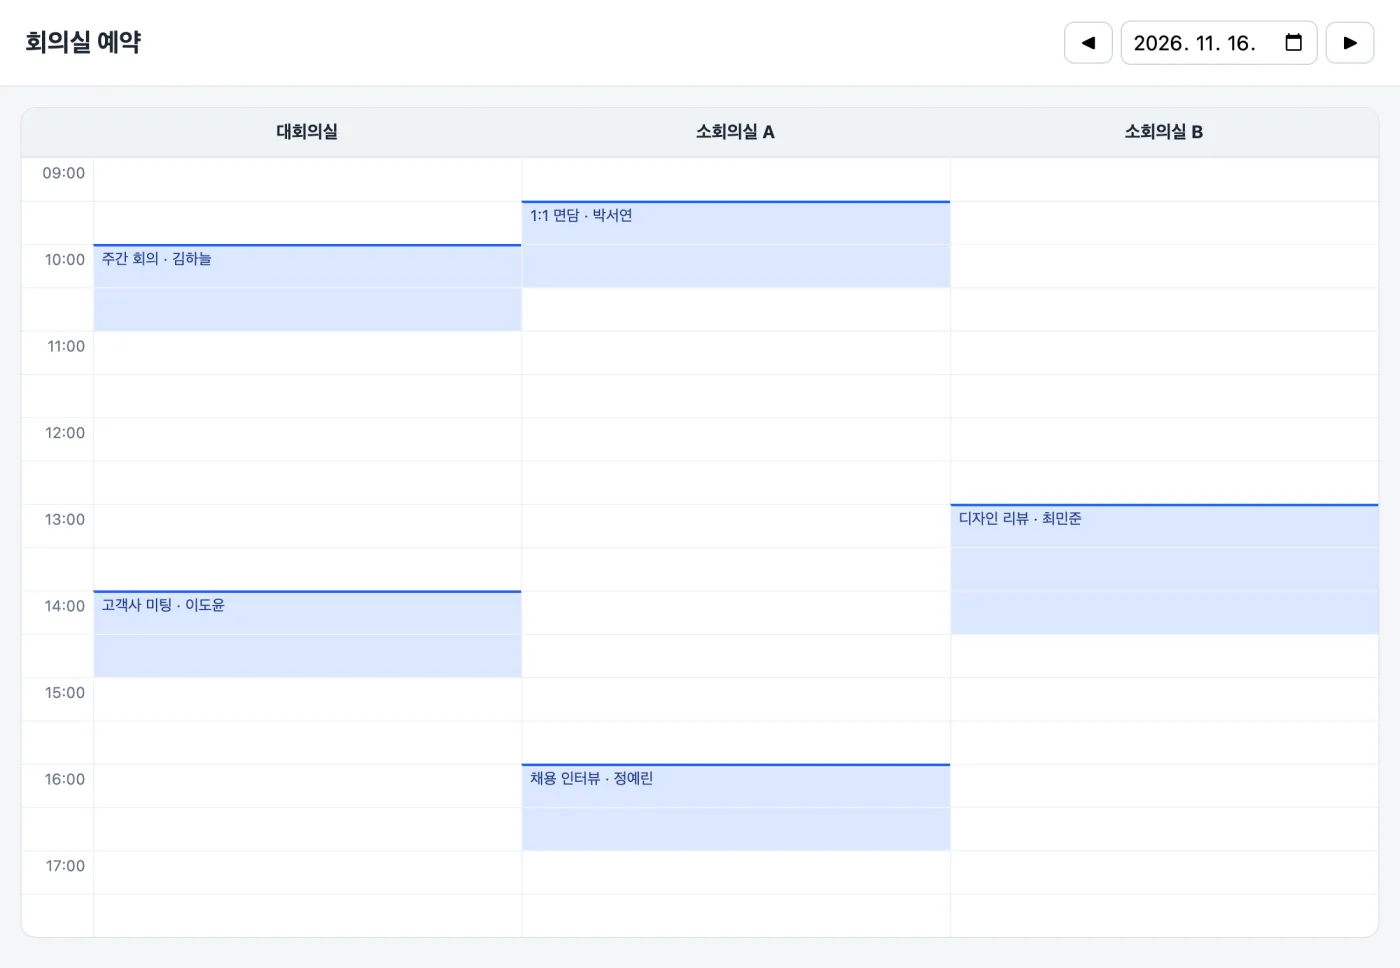 회의실 예약
◀ 2026. 11. 16. ▶
대회의실 소회의실 A 소회의실 B
09:00
1:1 면담 · 박서연
10:00 주간 회의 · 김하늘
11:00
12:00
13:00 디자인 리뷰 · 최민준
14:00 고객사 미팅 · 이도윤
15:00
16:00 채용 인터뷰 · 정예린
17:00